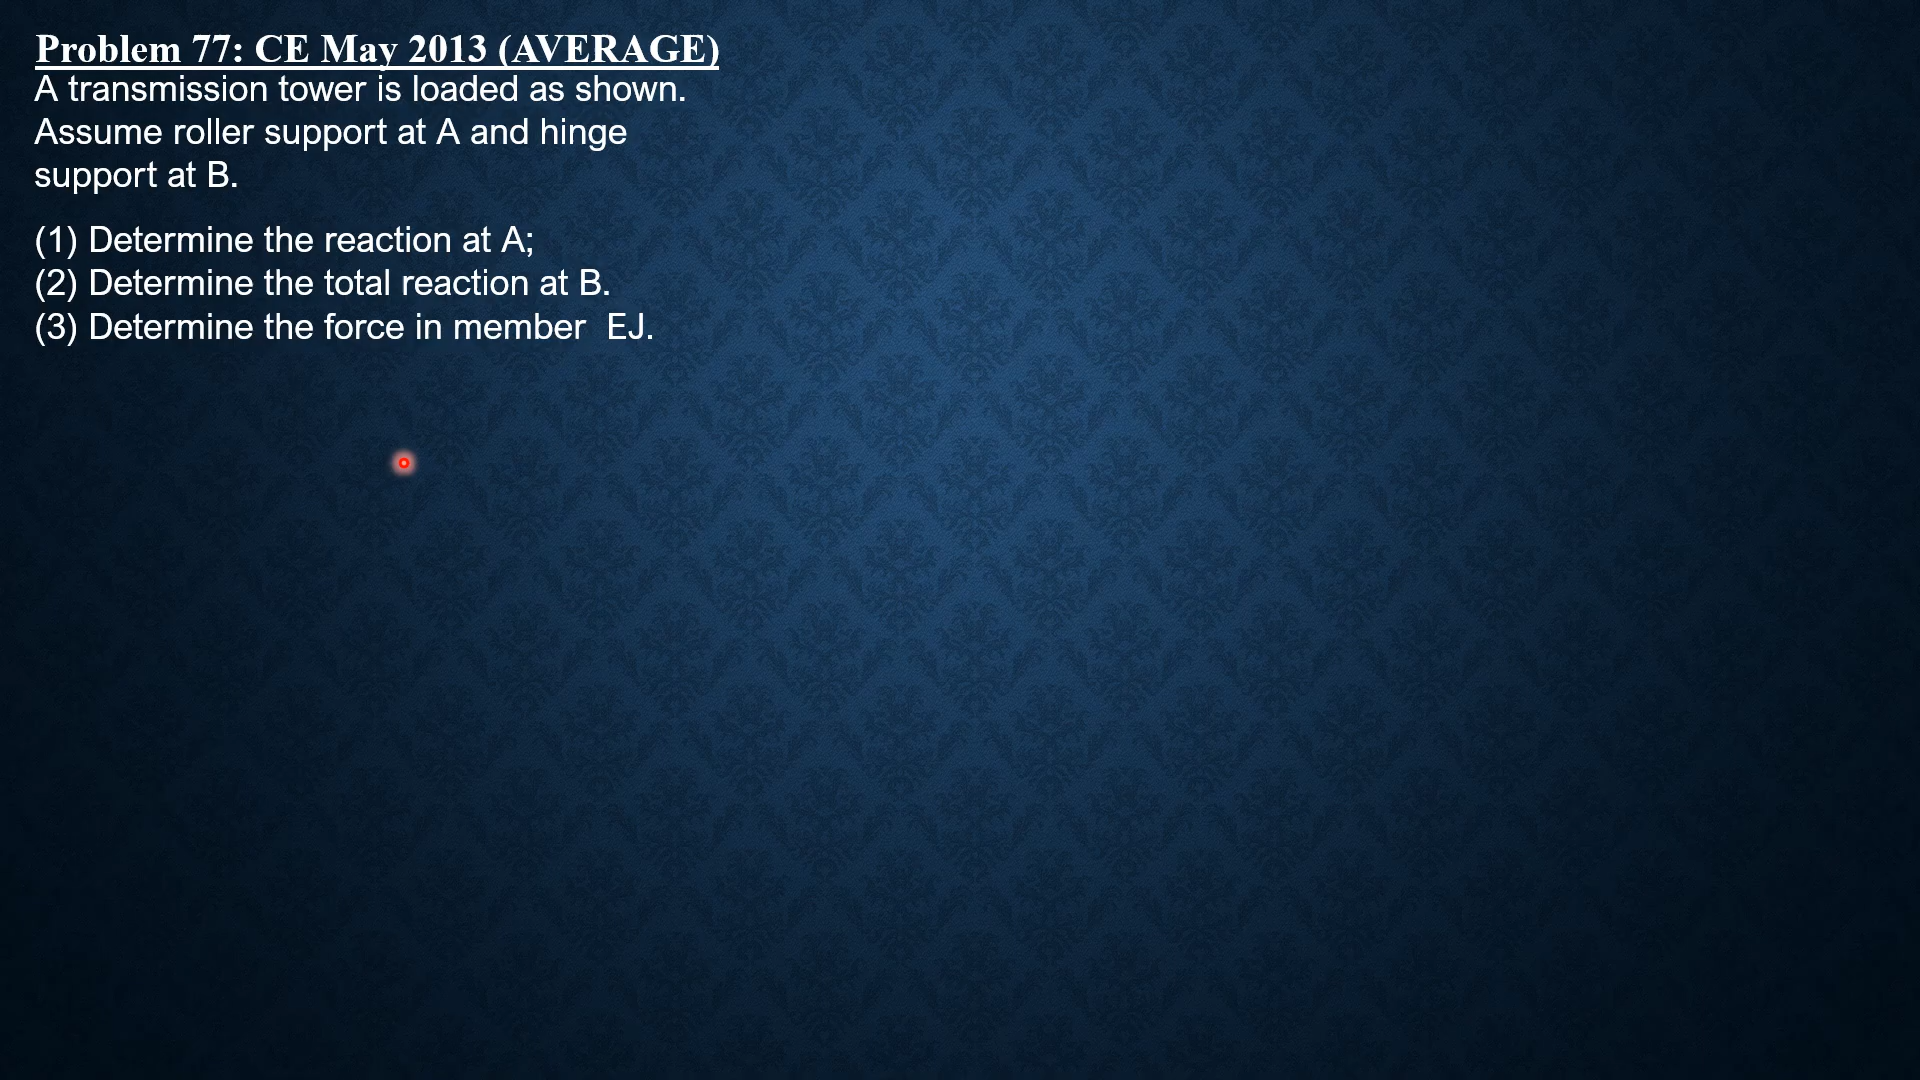 Problem 77: CE May 2013 (AVERAGE)
A transmission tower is loaded as shown.
Assume roller support at A and hinge
support at B.
(1) Determine the reaction at A;
(2) Determine the total reaction at B.
(3) Determine the force in member  EJ.